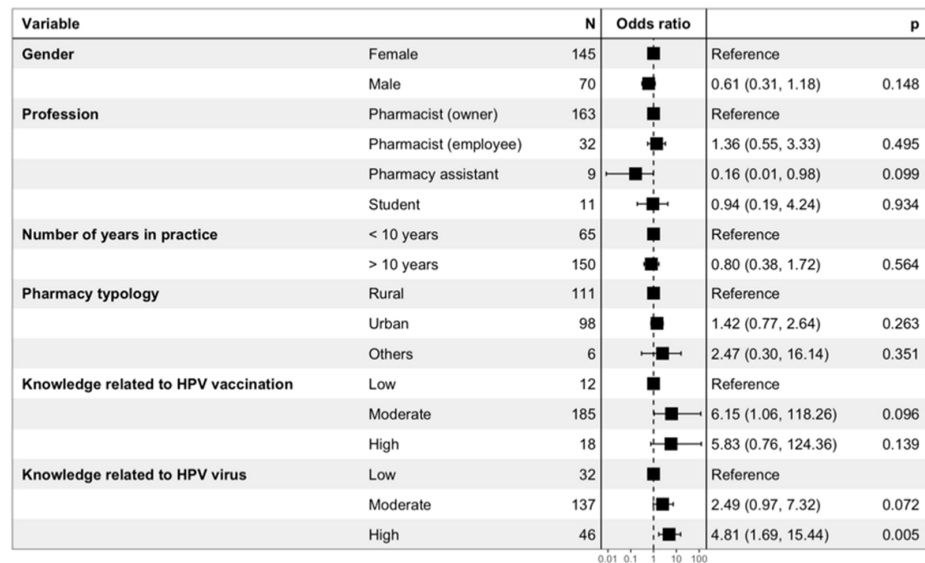 Variable N Odds ratio p
Gender Female 145 Reference
Male 70 0.61 (0.31, 1.18) 0.148
Profession Pharmacist (owner) 163 Reference
Pharmacist (employee) 32 1.36 (0.55, 3.33) 0.495
Pharmacy assistant 9 0.16 (0.01, 0.98) 0.099
Student 11 0.94 (0.19, 4.24) 0.934
Number of years in practice < 10 years 65 Reference
> 10 years 150 0.80 (0.38, 1.72) 0.564
Pharmacy typology Rural 111 Reference
Urban 98 1.42 (0.77, 2.64) 0.263
Others 6 2.47 (0.30, 16.14) 0.351
Knowledge related to HPV vaccination Low 12 Reference
Moderate 185 6.15 (1.06, 118.26) 0.096
High 18 5.83 (0.76, 124.36) 0.139
Knowledge related to HPV virus Low 32 Reference
Moderate 137 2.49 (0.97, 7.32) 0.072
High 46 4.81 (1.69, 15.44) 0.005
0.01 0.1 1 10 100